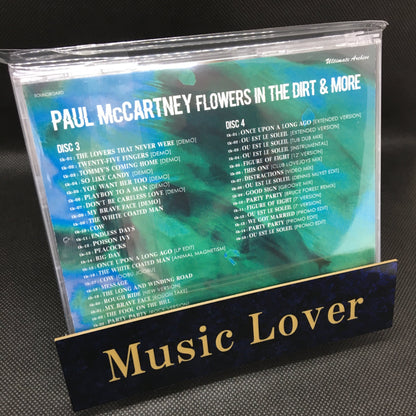 SOUNDBOARD
Ultimate Archive
PAUL McCARTNEY FLOWERS IN THE DIRT & MORE
DISC 3
THE LOVERS THAT NEVER WERE [DEMO]
TWENTY-FIVE FINGERS [DEMO]
TOMMY'S COMING HOME [DEMO]
SO LIKE CANDY [DEMO]
YOU WANT HER TOO [DEMO]
PLAYBOY TO A MAN [DEMO]
DON'T BE CARELESS LOVE [DEMO]
MY BRAVE FACE [DEMO]
THE WHITE COATED MAN
COW
ENDLESS DAYS
POISON IVY
PEACOCKS
BIG DAY
ONCE UPON A LONG AGO [LP EDIT]
THE WHITE COATED MAN [ANIMAL MAGNETISM]
COW
MESSAGE
THE LONG AND WINDING ROAD
ROUGH RIDE [NEW VERSION]
MY BRAVE FACE [ROUGH TAKE]
THE FOOL ON THE HILL
PARTY PARTY
DISC 4
ONCE UPON A LONG AGO [EXTENDED VERSION]
OU EST LE SOLEIL [EXTENDED VERSION]
OU EST LE SOLEIL [TUB DUB MIX]
OU EST LE SOLEIL [INSTRUMENTAL]
FIGURE OF EIGHT [12" VERSION]
THIS ONE [CLUB LOVEJOYS MIX]
DISTRACTIONS [VIDEO MIX]
OU EST LE SOLEIL [DENNIS MUYET EDIT]
GOOD SIGN [GROOVE MIX]
PARTY PARTY [BRUCE FOREST REMIX]
FIGURE OF EIGHT [7" VERSION]
OU EST LE SOLEIL [7" VERSION]
WE GOT MARRIED [PROMO EDIT]
PARTY PARTY [PROMO EDIT]
OU EST LE SOLEIL [PROMO EDIT]
Music Lover